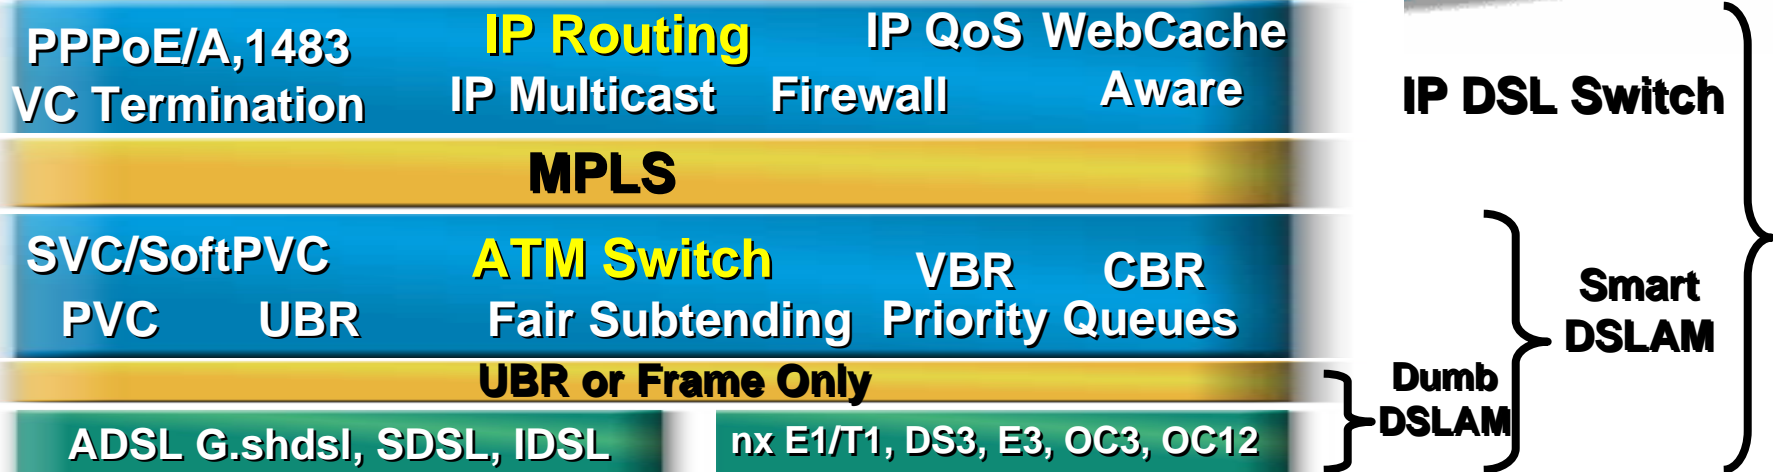 PPPoE/A,1483
VC Termination
IP Routing
IP Multicast
Firewall
IP QoS
WebCache
Aware
IP DSL Switch
MPLS
SVC/SoftPVC
PVC
UBR
ATM Switch
Fair Subtending
VBR
CBR
Priority Queues
Smart
DSLAM
UBR or Frame Only
Dumb
DSLAM
ADSL G.shdsl, SDSL, IDSL
nx E1/T1, DS3, E3, OC3, OC12